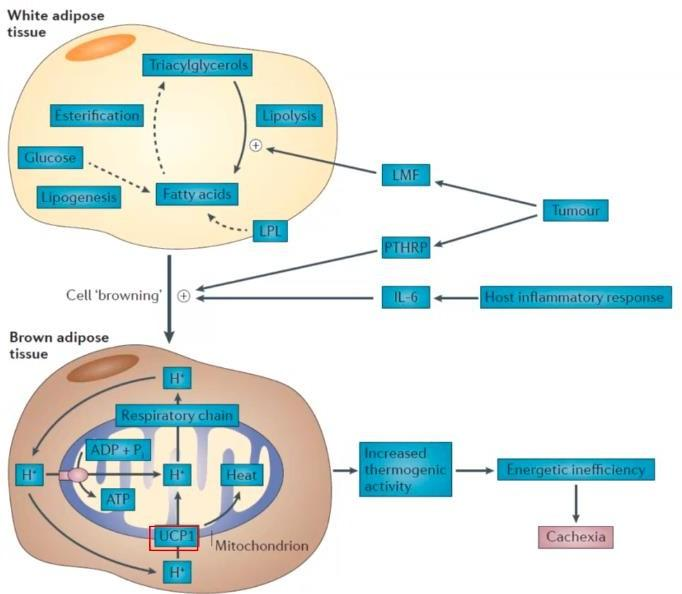 White adipose
tissue
Triacylglycerols
Esterification
Lipolysis
+
Glucose
Lipogenesis
Fatty acids
LPL
LMF
Tumour
PTHRP
Cell 'browning'
+
IL-6
Host inflammatory response
Brown adipose
tissue
H⁺
Respiratory chain
ADP + Pᵢ
H⁺
H⁺
Heat
ATP
UCP1
Mitochondrion
H⁺
Increased
thermogenic
activity
Energetic inefficiency
Cachexia